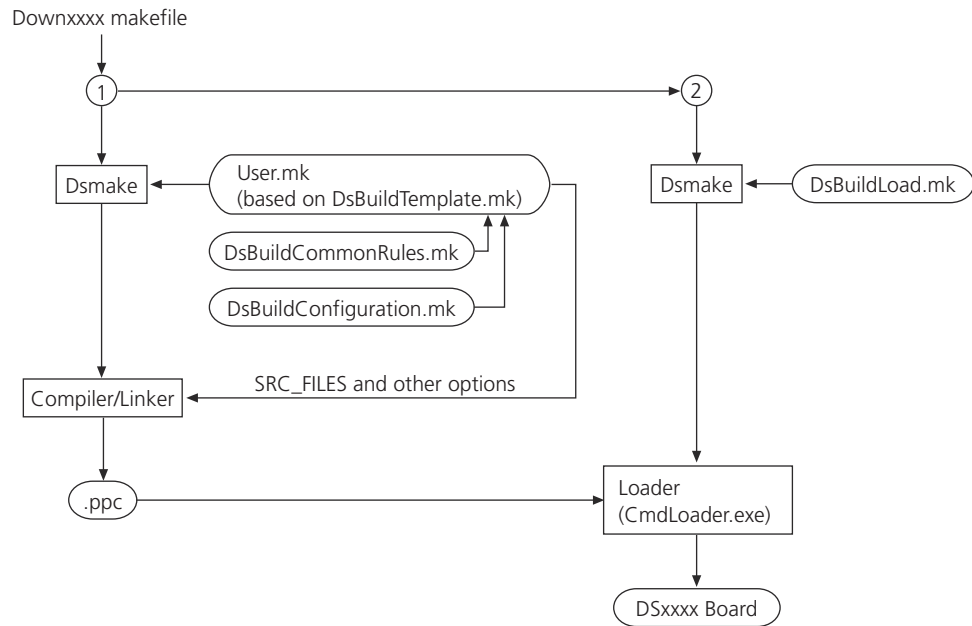 Downxxxx makefile
1
2
Dsmake
User.mk
(based on DsBuildTemplate.mk)
Dsmake
DsBuildLoad.mk
DsBuildCommonRules.mk
DsBuildConfiguration.mk
SRC_FILES and other options
Compiler/Linker
.ppc
Loader
(CmdLoader.exe)
DSxxxx Board